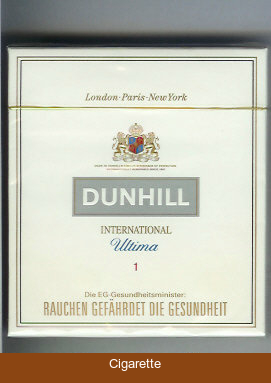 London·Paris·New York
DUNHILL
INTERNATIONAL
Ultima
1
Die EG-Gesundheitsminister:
RAUCHEN GEFÄHRDET DIE GESUNDHEIT
Cigarette